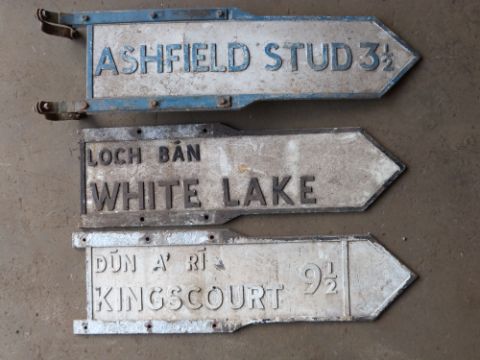 ASHFIELD STUD 3½
LOCH BÁN
WHITE LAKE
DÚN A' RÍ
KINGSCOURT 9½